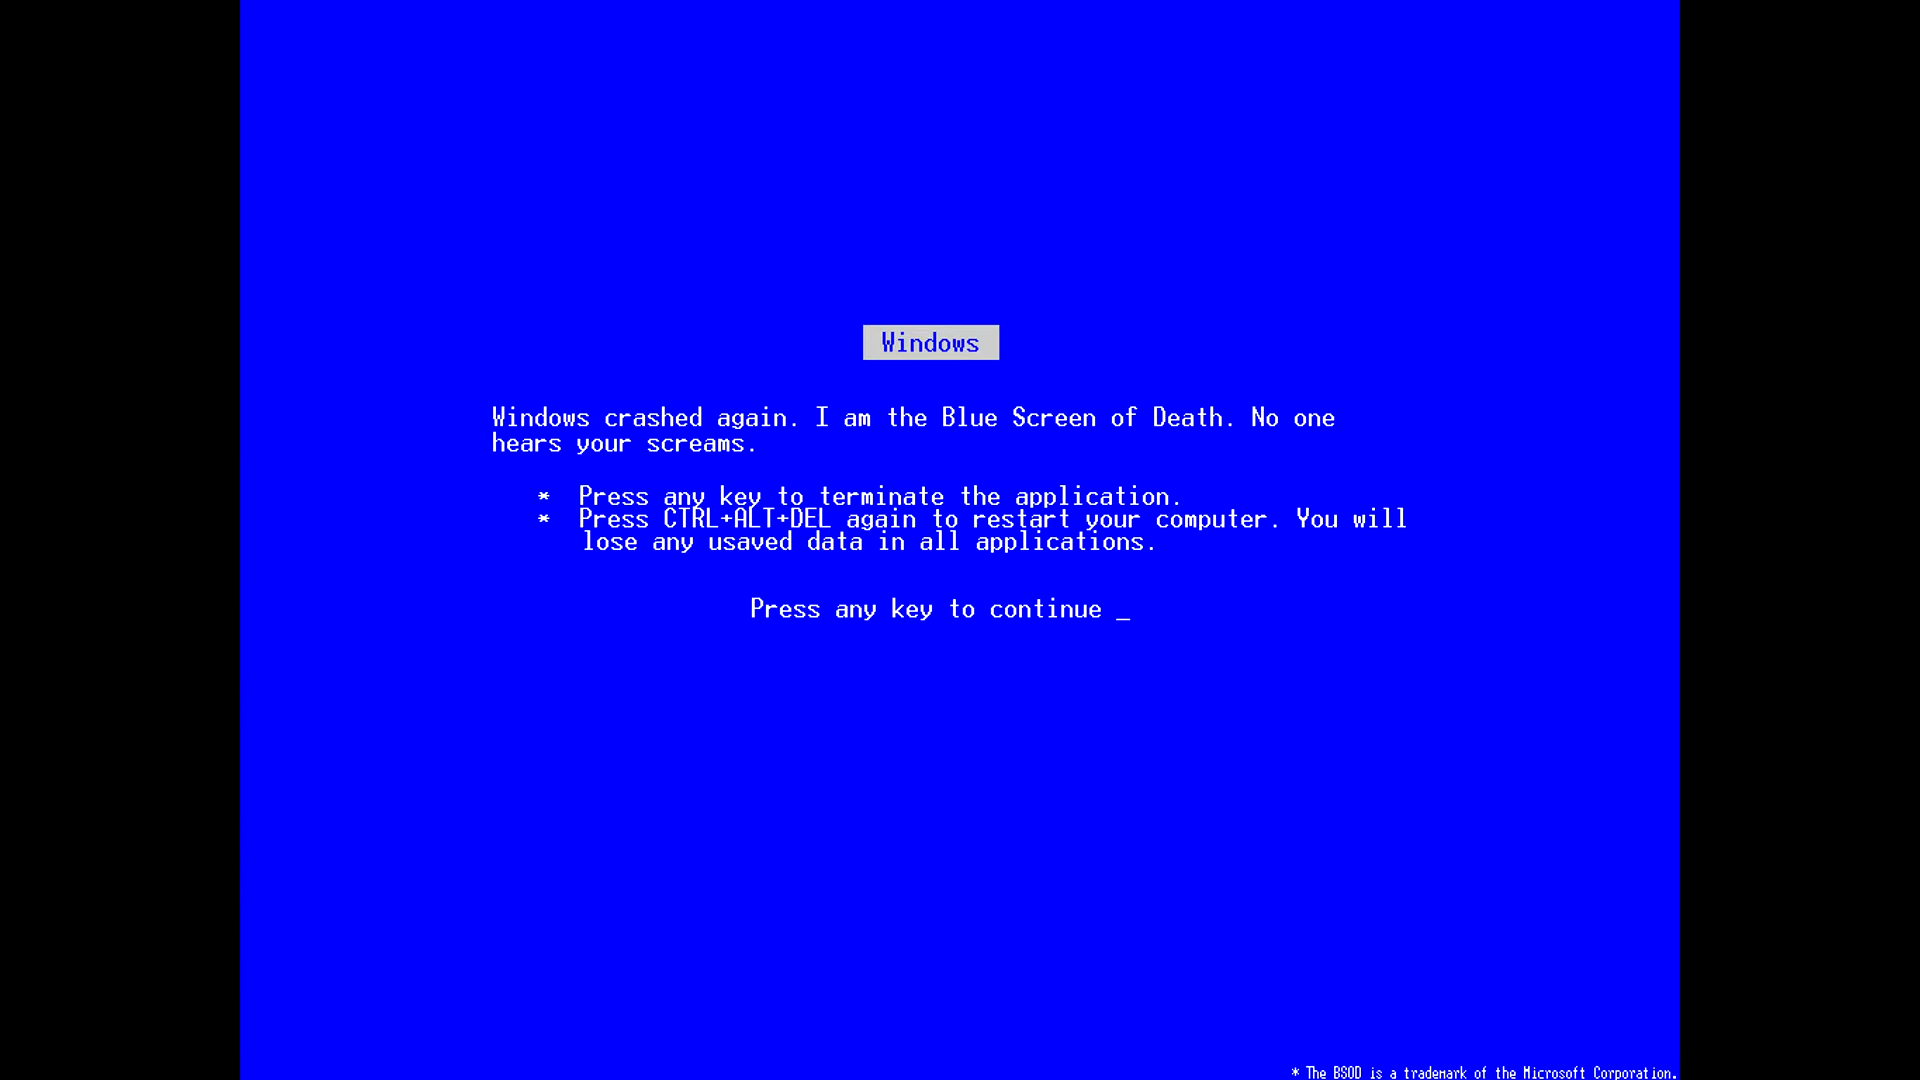 Windows
Windows crashed again. I am the Blue Screen of Death. No one
hears your screams.
* Press any key to terminate the application.
* Press CTRL+ALT+DEL again to restart your computer. You will
lose any usaved data in all applications.
Press any key to continue _
* The BSOD is a trademark of the Microsoft Corporation.